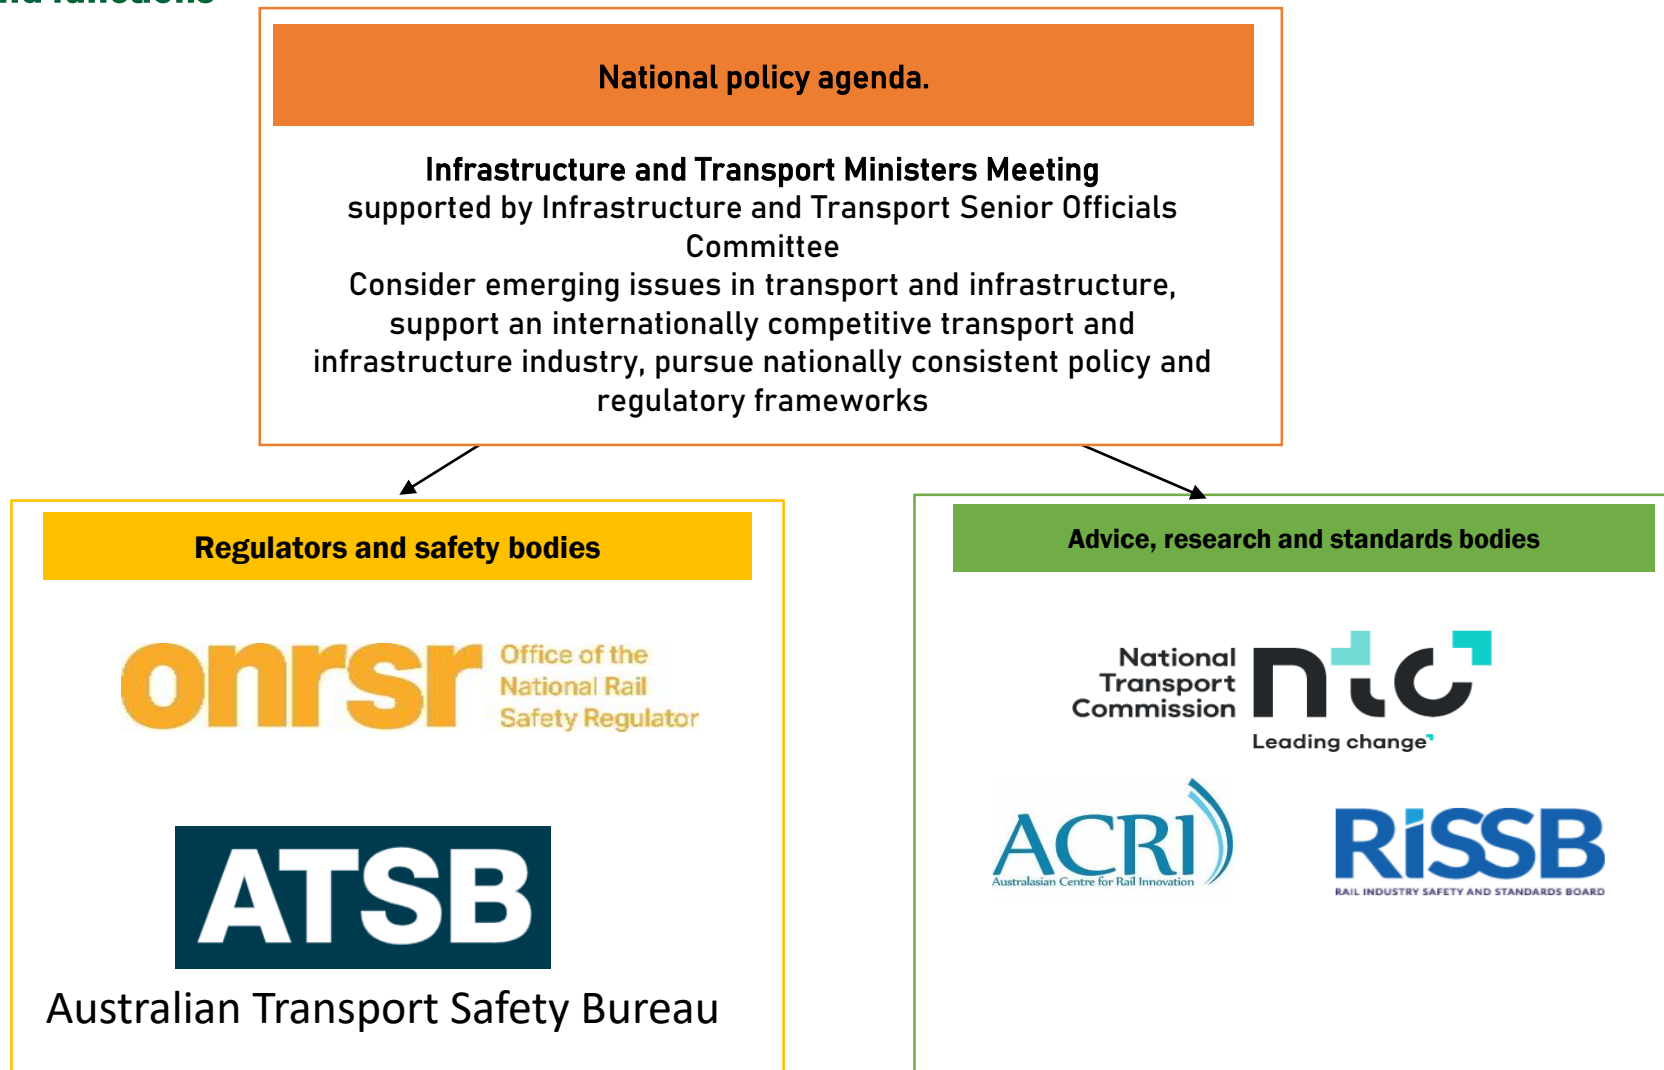 and functions
National policy agenda.
Infrastructure and Transport Ministers Meeting
supported by Infrastructure and Transport Senior Officials
Committee
Consider emerging issues in transport and infrastructure,
support an internationally competitive transport and
infrastructure industry, pursue nationally consistent policy and
regulatory frameworks
Regulators and safety bodies
onrsr
Office of the
National Rail
Safety Regulator
ATSB
Australian Transport Safety Bureau
Advice, research and standards bodies
National
Transport
Commission
ntc
Leading change
ACRI
Australasian Centre for Rail Innovation
RiSSB
RAIL INDUSTRY SAFETY AND STANDARDS BOARD